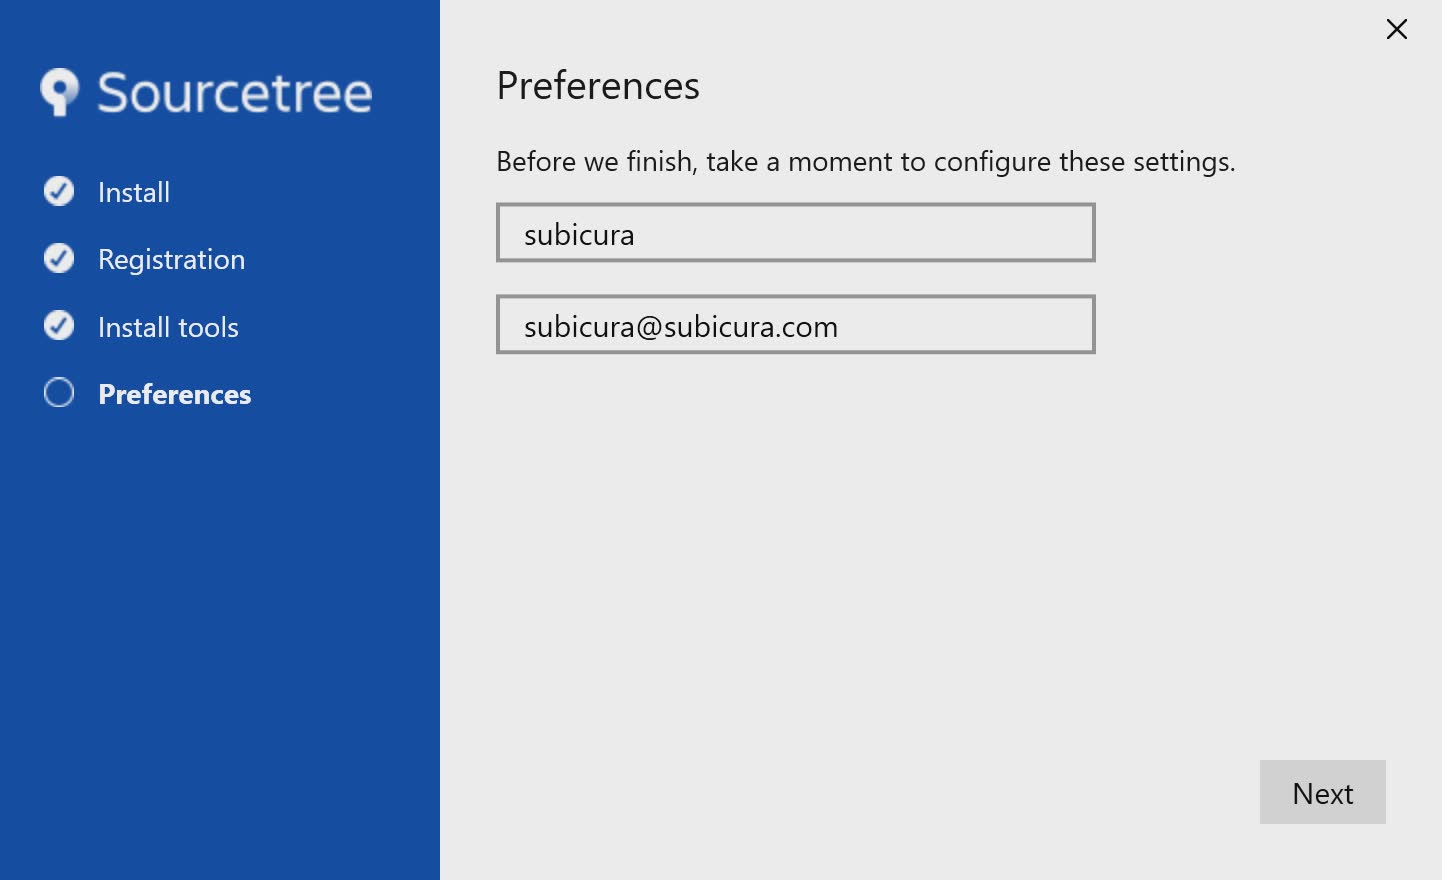 Sourcetree
Install
Registration
Install tools
Preferences
Preferences
Before we finish, take a moment to configure these settings.
subicura
subicura@subicura.com
Next